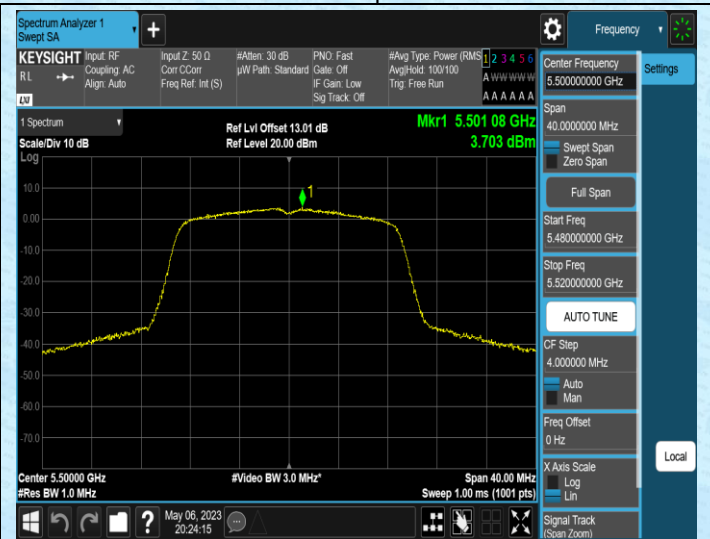 Spectrum Analyzer 1
Swept SA
+
Frequency
KEYSIGHT
RL
LXI
Input: RF
Coupling: AC
Align: Auto
Input Z: 50 Ω
Corr CCorr
Freq Ref: Int (S)
#Atten: 30 dB
µW Path: Standard
PNO: Fast
Gate: Off
IF Gain: Low
Sig Track: Off
#Avg Type: Power (RMS
Avg|Hold: 100/100
Trig: Free Run
1 2 3 4 5 6
A W W W W W
A A A A A A
1 Spectrum
Scale/Div 10 dB
Log
Ref Lvl Offset 13.01 dB
Ref Level 20.00 dBm
Mkr1 5.501 08 GHz
3.703 dBm
1
10.0
0.00
-10.0
-20.0
-30.0
-40.0
-50.0
-60.0
-70.0
Center 5.50000 GHz
#Res BW 1.0 MHz
#Video BW 3.0 MHz*
Span 40.00 MHz
Sweep 1.00 ms (1001 pts)
May 06, 2023
20:24:15
Center Frequency
5.500000000 GHz
Settings
Span
40.0000000 MHz
Swept Span
Zero Span
Full Span
Start Freq
5.480000000 GHz
Stop Freq
5.520000000 GHz
AUTO TUNE
CF Step
4.000000 MHz
Auto
Man
Freq Offset
0 Hz
X Axis Scale
Log
Lin
Local
Signal Track
(Span Zoom)